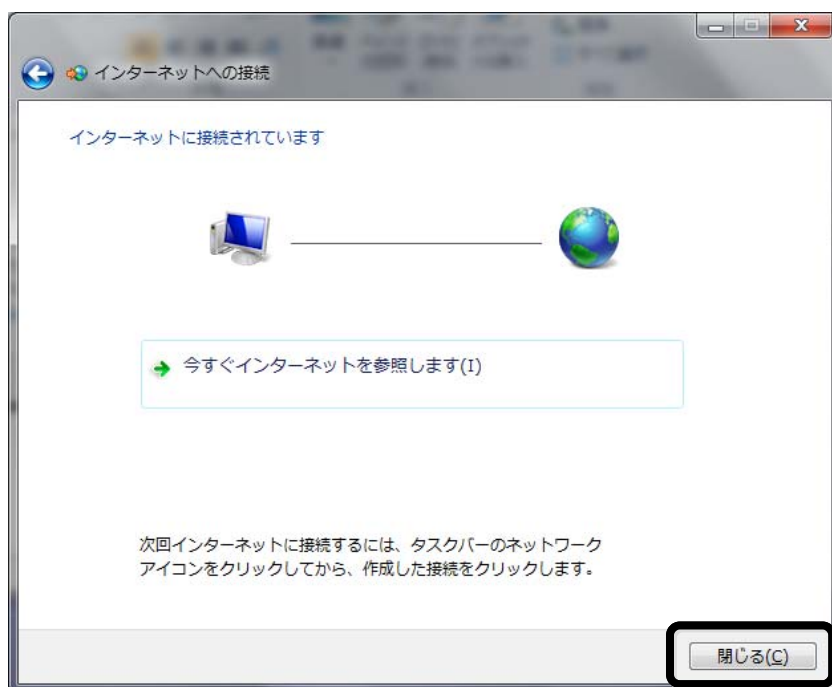 インターネットへの接続
インターネットに接続されています
今すぐインターネットを参照します(I)
次回インターネットに接続するには、タスクバーのネットワーク
アイコンをクリックしてから、作成した接続をクリックします。
閉じる(C)